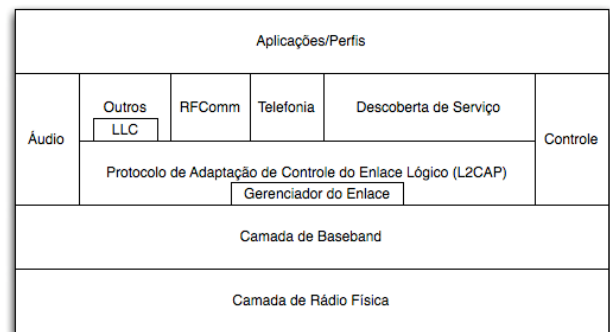 Aplicações/Perfis
Áudio
Outros
LLC
RFComm
Telefonia
Descoberta de Serviço
Controle
Protocolo de Adaptação de Controle do Enlace Lógico (L2CAP)
Gerenciador do Enlace
Camada de Baseband
Camada de Rádio Física